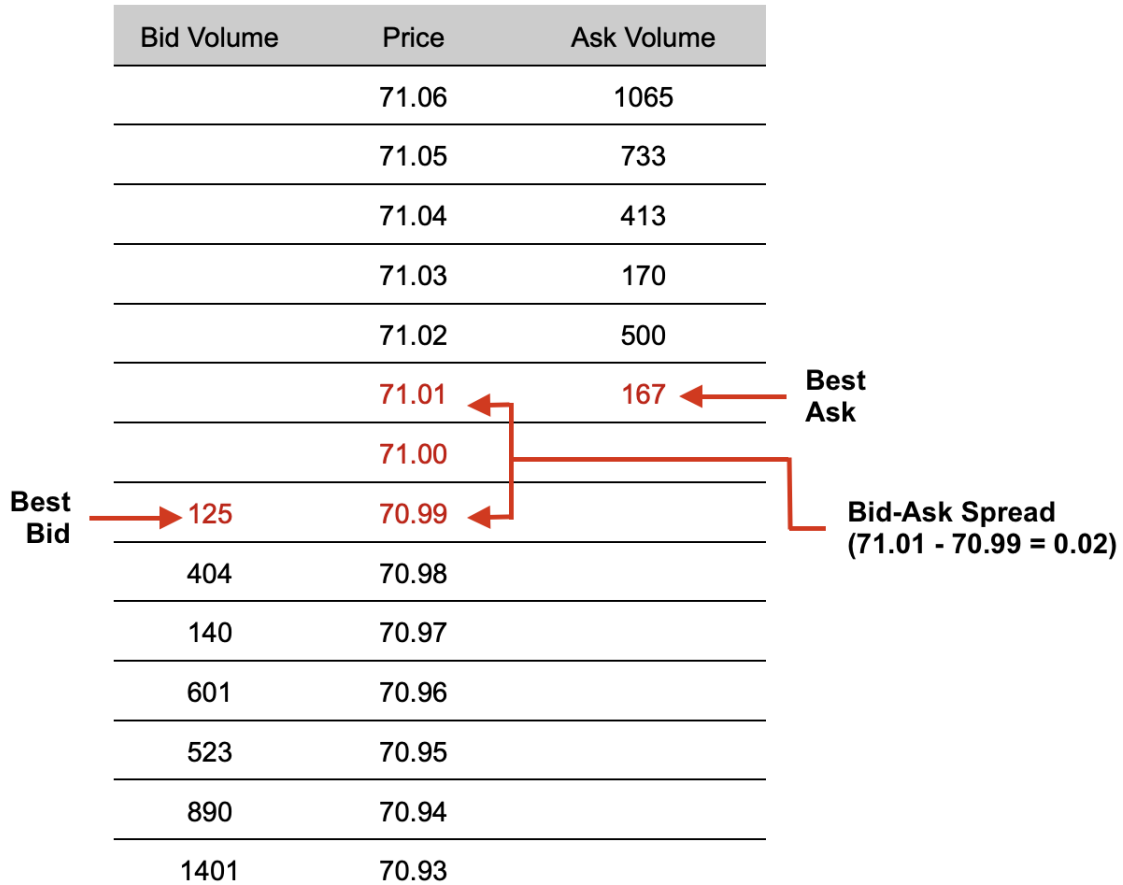 Bid Volume Price Ask Volume
71.06 1065
71.05 733
71.04 413
71.03 170
71.02 500
71.01 167
Best
Ask
71.00
Best
Bid
125 70.99
Bid-Ask Spread
(71.01 - 70.99 = 0.02)
404 70.98
140 70.97
601 70.96
523 70.95
890 70.94
1401 70.93